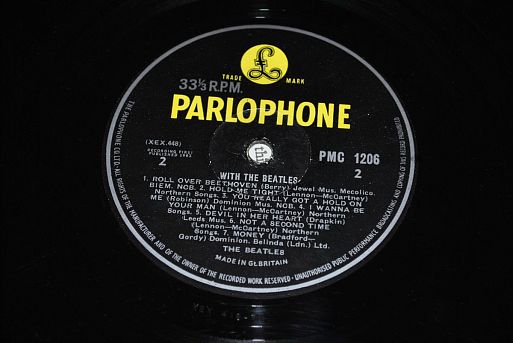 TRADE MARK
33⅓ R.P.M.
PARLOPHONE
(XEX.448)
RECORDING FIRST
PUBLISHED 1963
2
PMC 1206
2
WITH THE BEATLES
1. ROLL OVER BEETHOVEN (Berry) Jewel Mus. Mecolico.
BIEM. NCB. 2. HOLD ME TIGHT (Lennon—McCartney)
Northern Songs. 3. YOU REALLY GOT A HOLD ON
ME (Robinson) Dominion Mus. NCB. 4. I WANNA BE
YOUR MAN (Lennon—McCartney) Northern
Songs. 5. DEVIL IN HER HEART (Drapkin)
Leeds Mus. 6. NOT A SECOND TIME
(Lennon—McCartney) Northern
Songs. 7. MONEY (Bradford—
Gordy) Dominion. Belinda (Ldn.) Ltd.
THE BEATLES
MADE IN GT. BRITAIN
THE PARLOPHONE CO. LTD. ALL RIGHTS OF THE MANUFACTURER AND OF THE OWNER OF THE RECORDED WORK RESERVED · UNAUTHORISED PUBLIC PERFORMANCE BROADCASTING AND COPYING OF THIS RECORD PROHIBITED